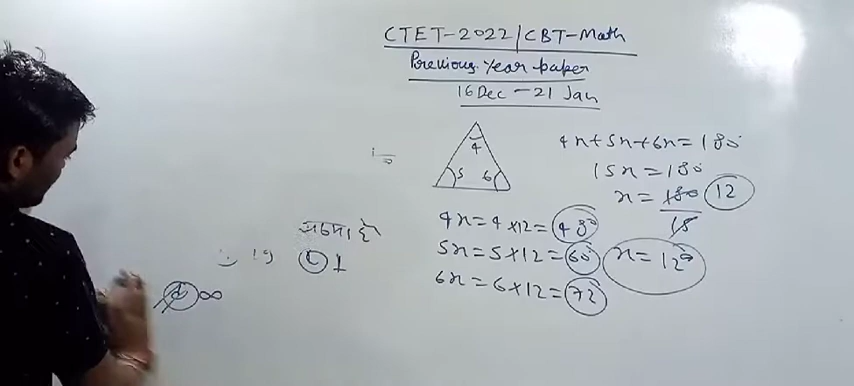 CTET-2022/CBT-Math
Previous Year paper
16 Dec - 21 Jan
4
5 6
4x+5x+6x=180°
15x=180
x=180/15 12
x=12°
4x=4×12=48°
5x=5×12=60°
6x=6×12=72°
1
d ∞